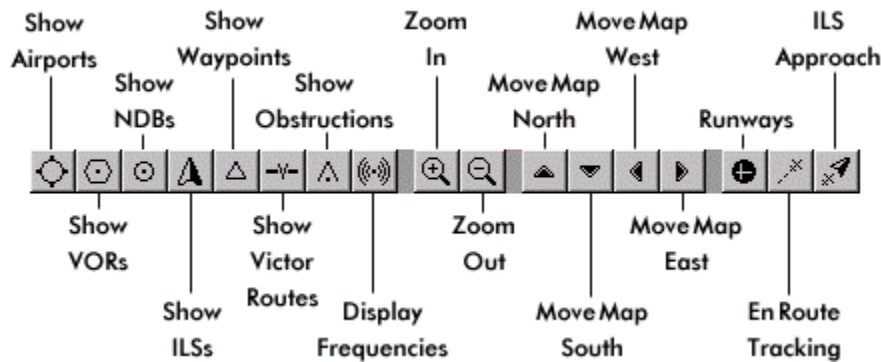 Show
Airports
Show
NDBs
Show
Waypoints
Show
Obstructions
Zoom
In
Move Map
North
Move Map
West
Runways
ILS
Approach
-V-
Show
VORs
Show
ILSs
Show
Victor
Routes
Display
Frequencies
Zoom
Out
Move Map
South
Move Map
East
En Route
Tracking